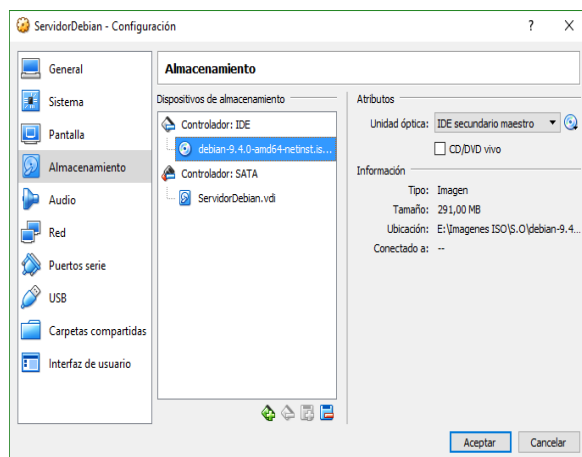 ServidorDebian - Configuración
?
X
General
Sistema
Pantalla
Almacenamiento
Audio
Red
Puertos serie
USB
Carpetas compartidas
Interfaz de usuario
Almacenamiento
Dispositivos de almacenamiento
Controlador: IDE
debian-9.4.0-amd64-netinst.is...
Controlador: SATA
ServidorDebian.vdi
Atributos
Unidad óptica: IDE secundario maestro
CD/DVD vivo
Información
Tipo: Imagen
Tamaño: 291,00 MB
Ubicación: E:\Imagenes ISO\S.O\debian-9.4...
Conectado a: --
Aceptar
Cancelar